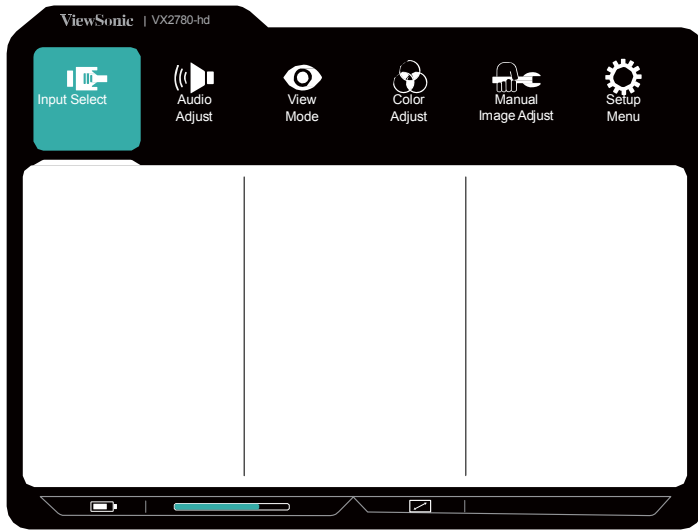 ViewSonic | VX2780-hd
Input Select
Audio
Adjust
View
Mode
Color
Adjust
Manual
Image Adjust
Setup
Menu